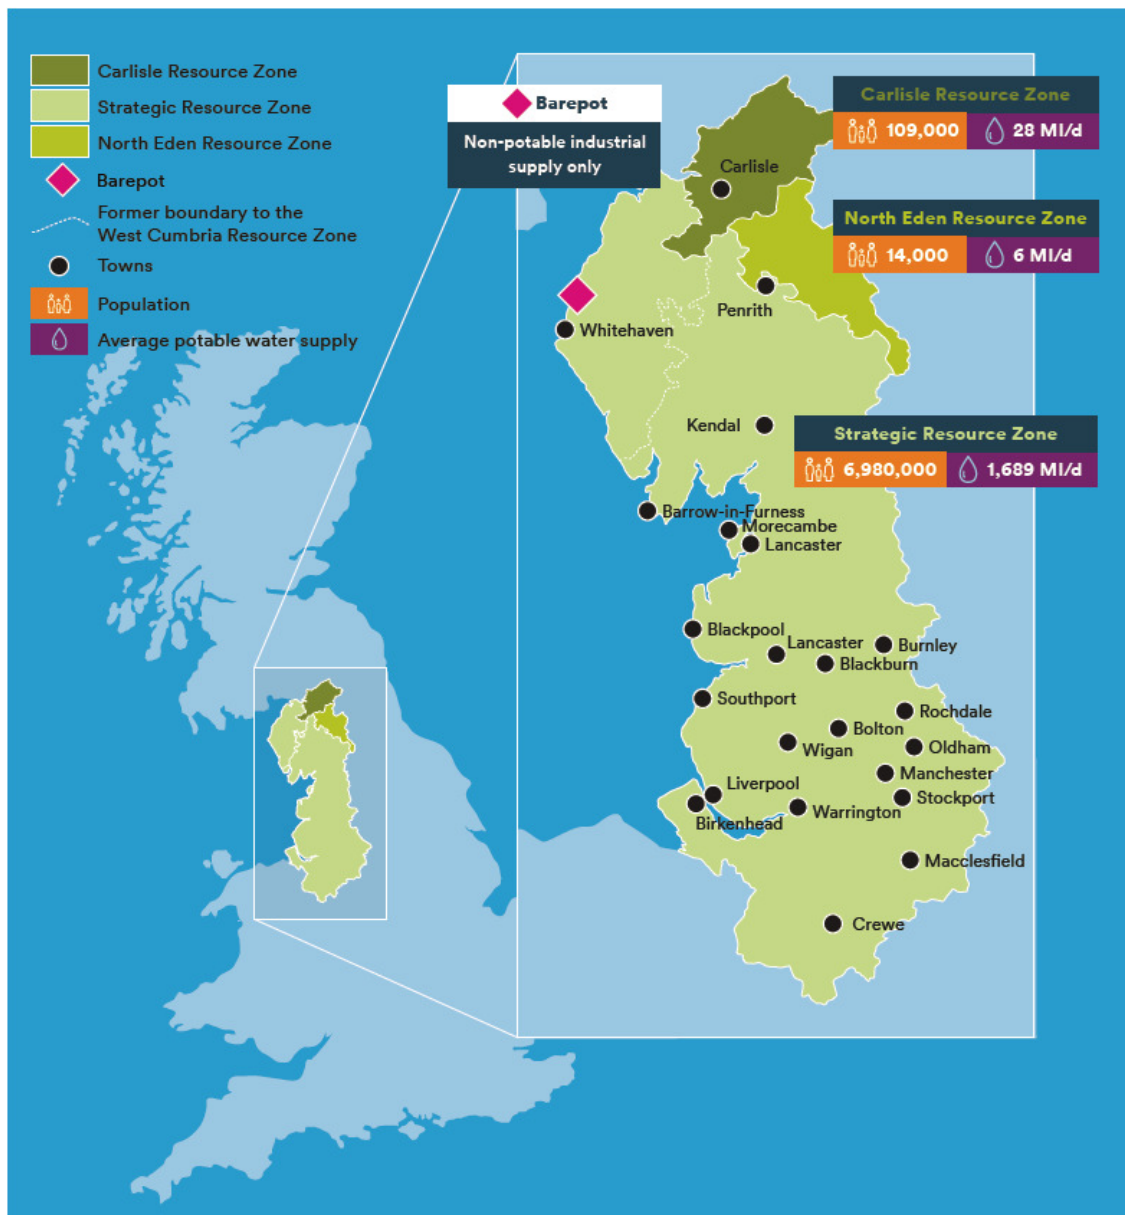 Carlisle Resource Zone
Strategic Resource Zone
North Eden Resource Zone
Barepot
Former boundary to the
West Cumbria Resource Zone
Towns
Population
Average potable water supply
Barepot
Non-potable industrial
supply only
Carlisle Resource Zone
109,000
28 Ml/d
North Eden Resource Zone
14,000
6 Ml/d
Strategic Resource Zone
6,980,000
1,689 Ml/d
Carlisle
Penrith
Whitehaven
Kendal
Barrow-in-Furness
Morecambe
Lancaster
Blackpool
Lancaster
Burnley
Blackburn
Southport
Rochdale
Bolton
Wigan
Oldham
Manchester
Liverpool
Stockport
Birkenhead
Warrington
Macclesfield
Crewe